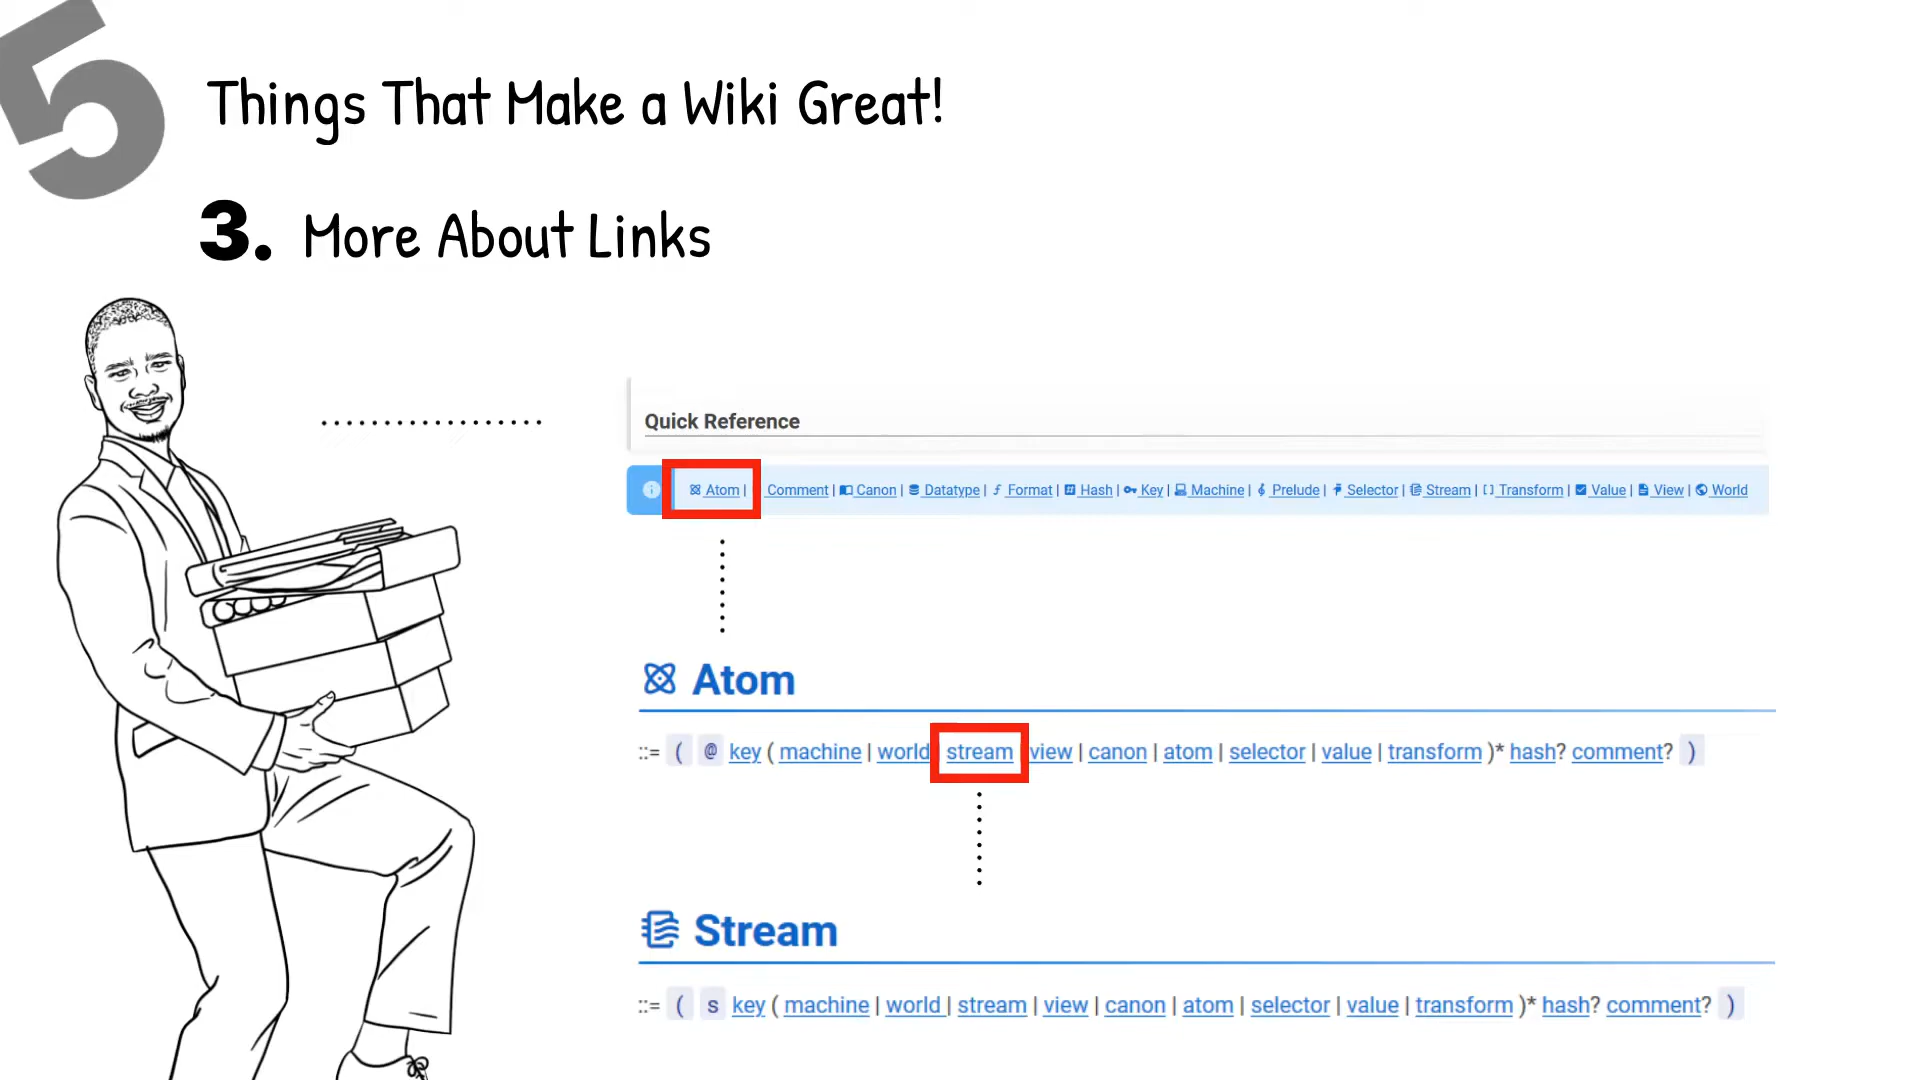 5
Things That Make a Wiki Great!
3. More About Links
Quick Reference
Atom | Comment | Canon | Datatype | Format | Hash | Key | Machine | Prelude | Selector | Stream | Transform | Value | View | World
Atom
::= ( @ key ( machine | world stream view | canon | atom | selector | value | transform )* hash? comment? )
Stream
::= ( s key ( machine | world | stream | view | canon | atom | selector | value | transform )* hash? comment? )